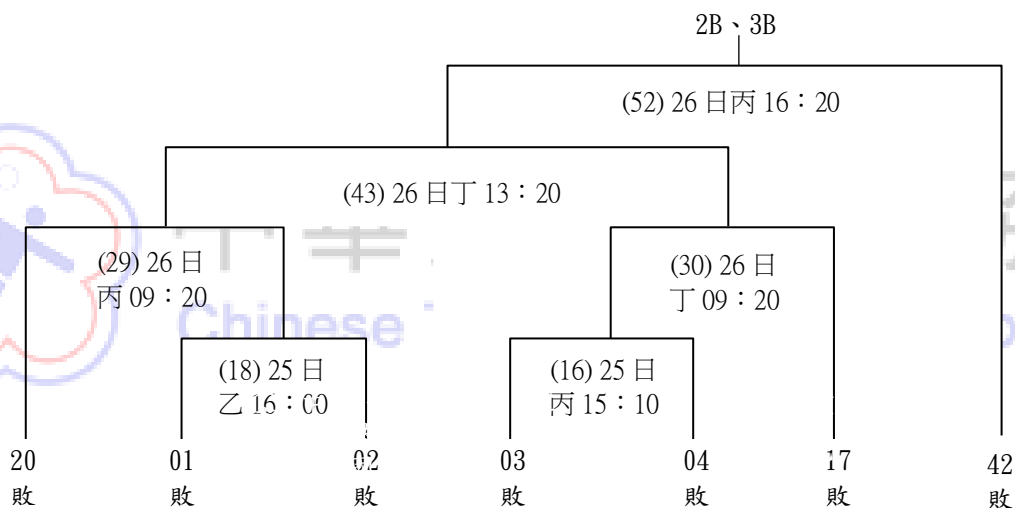 2B、3B
(52) 26 日丙 16：20
(43) 26 日丁 13：20
(29) 26 日
丙 09：20
(30) 26 日
丁 09：20
Chinese
(18) 25 日
乙 16：00
(16) 25 日
丙 15：10
20 01 02 03 04 17 42
敗 敗 敗 敗 敗 敗 敗